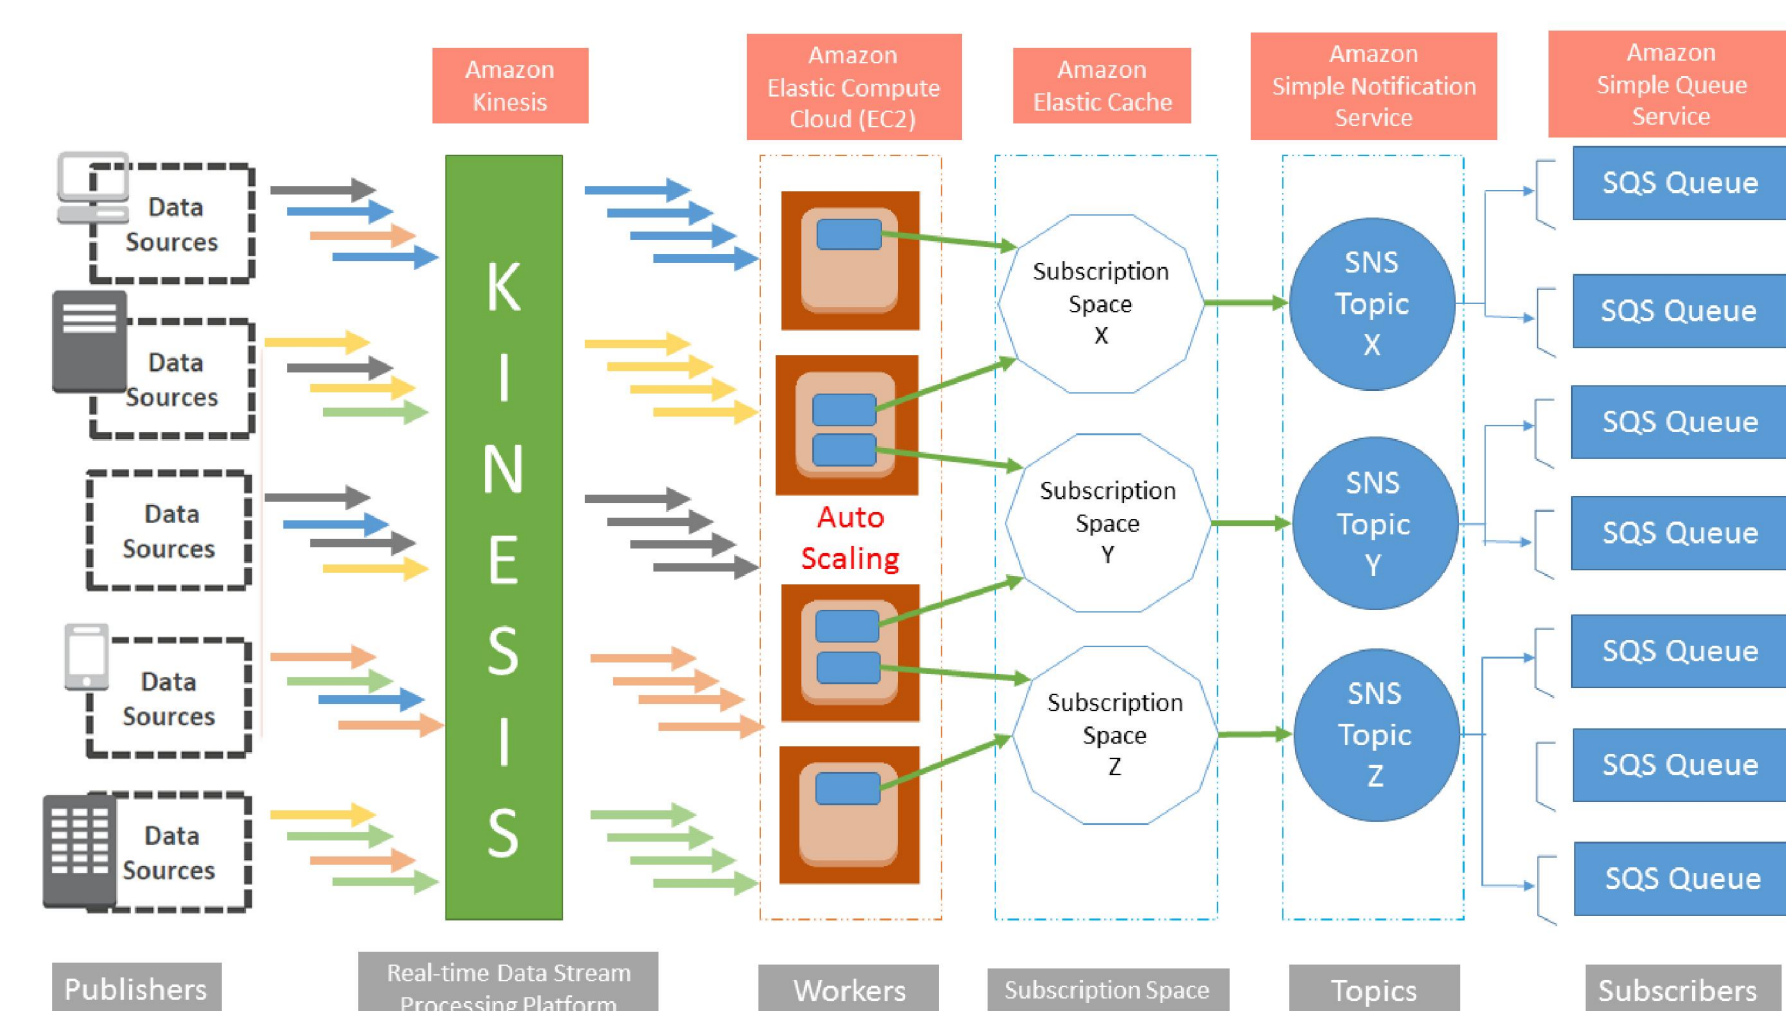 Amazon
Kinesis
Amazon
Elastic Compute
Cloud (EC2)
Amazon
Elastic Cache
Amazon
Simple Notification
Service
Amazon
Simple Queue
Service
Data
Sources
Data
Sources
Data
Sources
Data
Sources
Data
Sources
K
I
N
E
S
I
S
Auto
Scaling
Subscription
Space
X
Subscription
Space
Y
Subscription
Space
Z
SNS
Topic
X
SNS
Topic
Y
SNS
Topic
Z
SQS Queue
SQS Queue
SQS Queue
SQS Queue
SQS Queue
SQS Queue
SQS Queue
Publishers
Real-time Data Stream
Processing Platform
Workers
Subscription Space
Topics
Subscribers